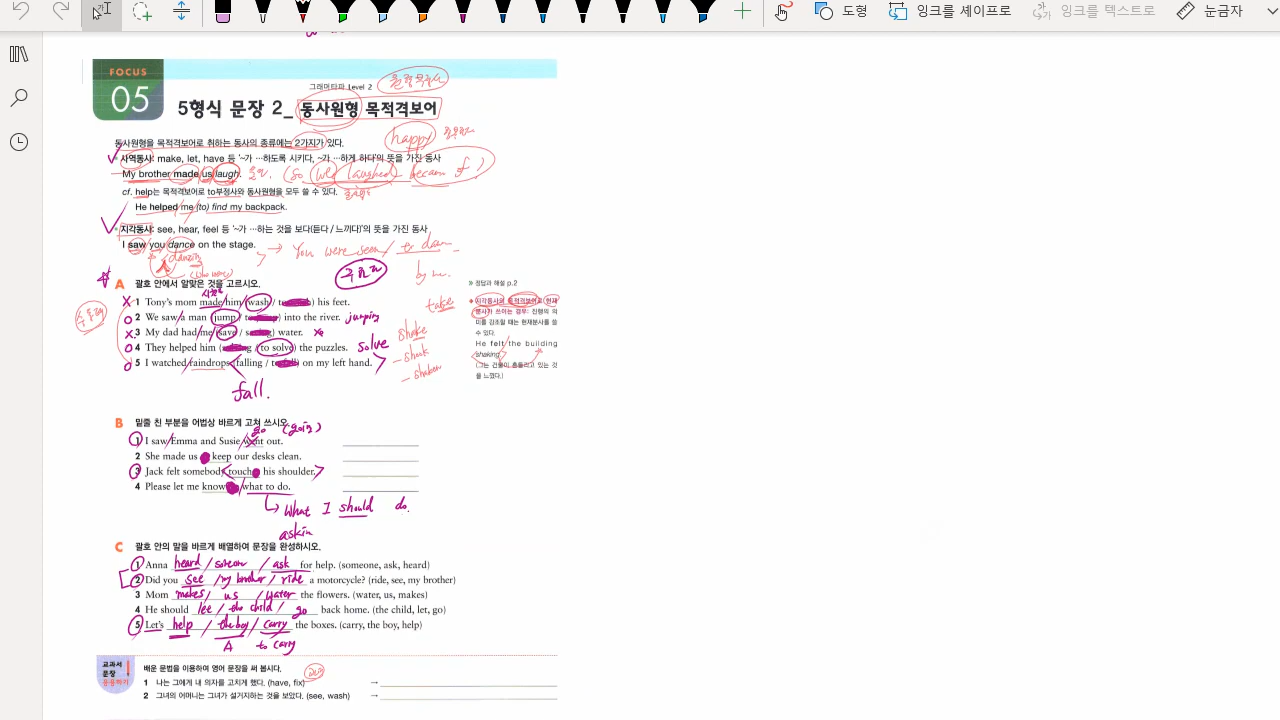 도형 잉크를 셰이프로 잉크를 텍스트로 눈금자
FOCUS
05
그래머타파 Level 2
5형식 문장 2_ 동사원형 목적격보어
동사원형을 목적격보어로 취하는 동사의 종류에는 2가지가 있다.
happy
사역동사: make, let, have 등 '~가 …하도록 시키다, ~가 …하게 하다'의 뜻을 가진 동사
My brother made us laugh. (so we laughed becam f)
cf. help는 목적격보어로 to부정사와 동사원형을 모두 쓸 수 있다.
He helped me (to) find my backpack.
지각동사: see, hear, feel 등 '~가 …하는 것을 보다(듣다 / 느끼다)'의 뜻을 가진 동사
I saw you dance on the stage. → You were seen / to dan
dancing
by me.
A 괄호 안에서 알맞은 것을 고르시오.
1 Tony's mom made him (wash / ) his feet.
2 We saw a man (jump / ) into the river. jumping
3 My dad had me (save / ) water.
4 They helped him ( / to solve) the puzzles. solve
5 I watched raindrops (falling / ) on my left hand.
fall.
take
shake
- shook
- shaken
» 정답과 해설 p.2
지각동사의 목적격보어로 현재
분사가 쓰이는 경우: 진행의 의
미를 강조할 때는 현재분사를 쓸
수 있다.
He felt the building
shaking.
(그는 건물이 흔들리고 있는 것
을 느꼈다.)
B 밑줄 친 부분을 어법상 바르게 고쳐 쓰시오.
go (going)
1 I saw Emma and Susie went out.
2 She made us keep our desks clean.
3 Jack felt somebody touch his shoulder.
4 Please let me know what to do.
→ What I should do.
askin
C 괄호 안의 말을 바르게 배열하여 문장을 완성하시오.
1 Anna heard / someone / ask for help. (someone, ask, heard)
2 Did you see / my brother / ride a motorcycle? (ride, see, my brother)
3 Mom makes / us / water the flowers. (water, us, makes)
4 He should let / the child / go back home. (the child, let, go)
5 Let's help / the boy / carry the boxes. (carry, the boy, help)
A to carry
교과서
문장
응용하기
배운 문법을 이용하여 영어 문장을 써 봅시다.
1 나는 그에게 내 의자를 고치게 했다. (have, fix) →
2 그녀의 어머니는 그녀가 설거지하는 것을 보았다. (see, wash) →